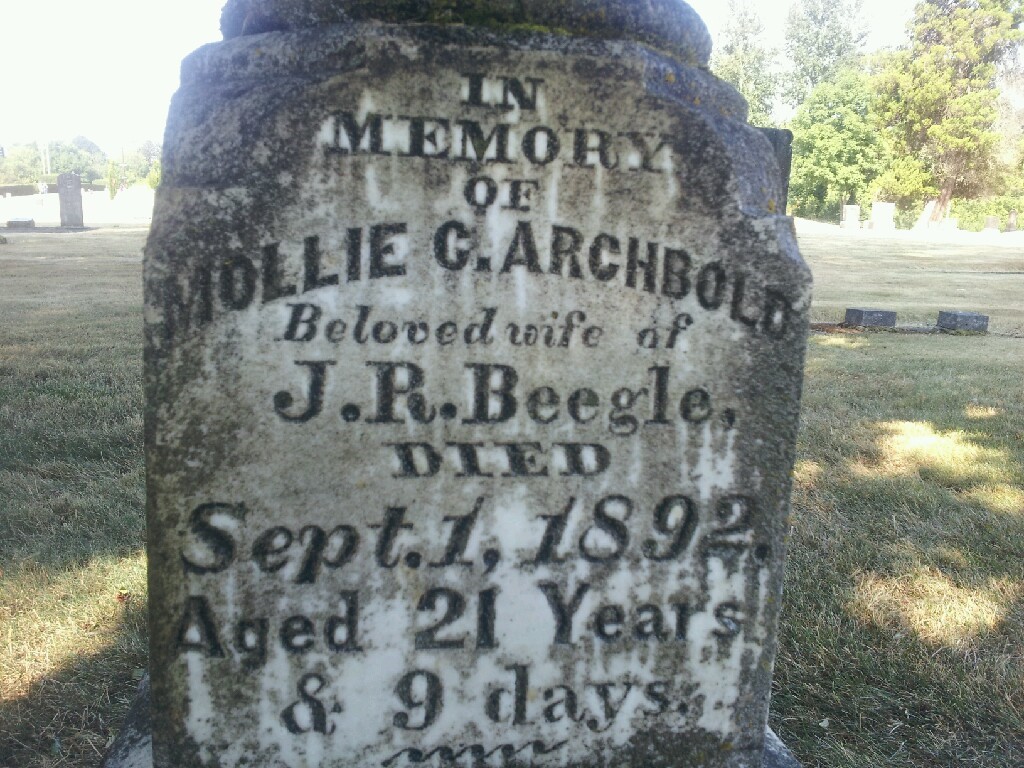 IN
MEMORY
OF
MOLLIE G. ARCHBOLD
Beloved wife of
J. R. Beegle,
DIED
Sept. 1, 1892.
Aged 21 Years
& 9 days.